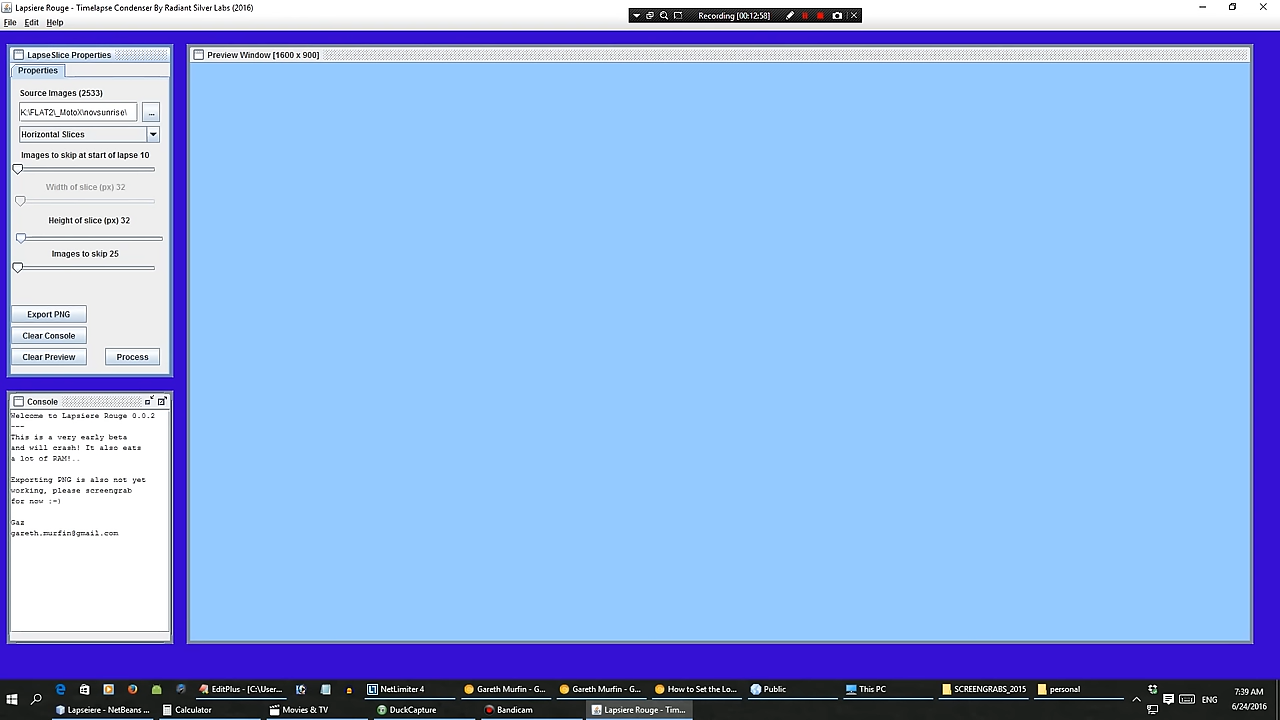 Lapsiere Rouge - Timelapse Condenser By Radiant Silver Labs (2016)
Recording [00:12:58]
File Edit Help
LapseSlice Properties
Preview Window [1600 x 900]
Properties
Source Images (2533)
K:\FLAT2\_MotoX\novsunrise\
...
Horizontal Slices
Images to skip at start of lapse 10
Width of slice (px) 32
Height of slice (px) 32
Images to skip 25
Export PNG
Clear Console
Clear Preview
Process
Console
Welcome to Lapsiere Rouge 0.0.2
---
This is a very early beta
and will crash! It also eats
a lot of RAM!..
Exporting PNG is also not yet
working, please screengrab
for now :-)
Gaz
gareth.murfin@gmail.com
EditPlus - [C:\User...
NetLimiter 4
Gareth Murfin - G...
Gareth Murfin - G...
How to Set the Lo...
Public
This PC
SCREENGRABS_2015
personal
7:39 AM
ENG
Lapsiere - NetBeans ...
Calculator
Movies & TV
DuckCapture
Bandicam
Lapsiere Rouge - Tim...
6/24/2016